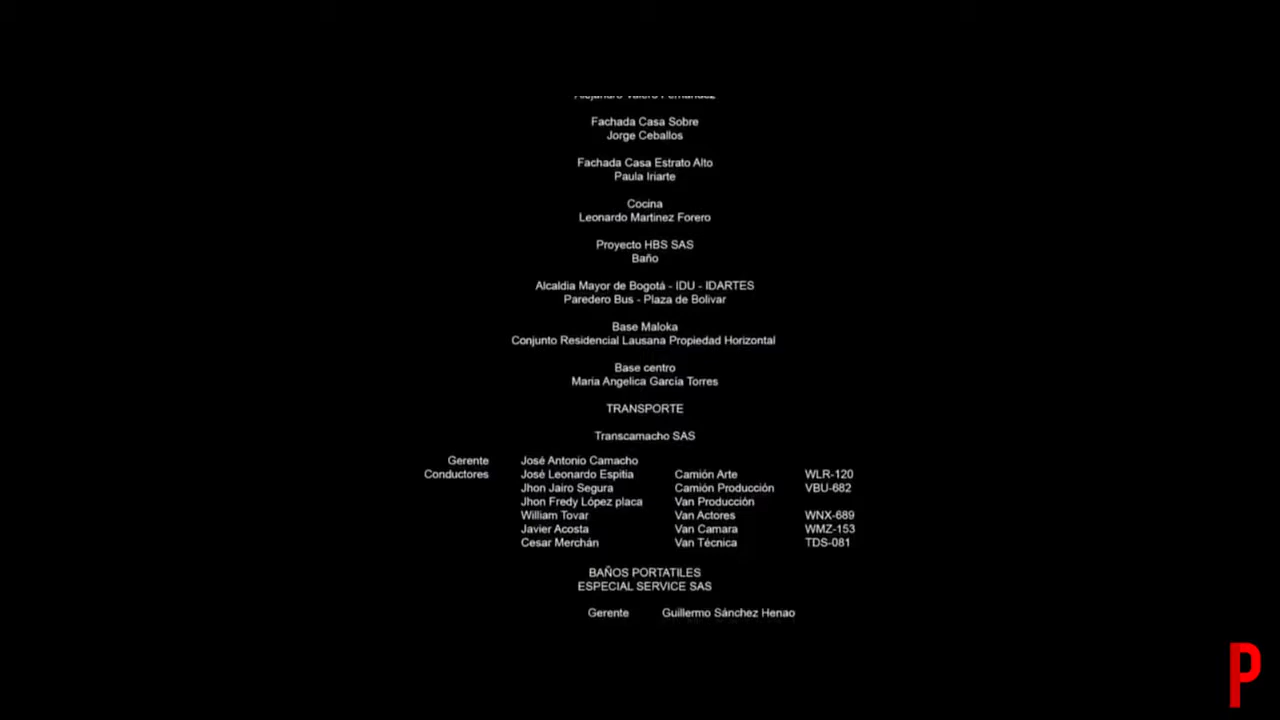 Fachada Casa Sobre
Jorge Ceballos
Fachada Casa Estrato Alto
Paula Iriarte
Cocina
Leonardo Martinez Forero
Proyecto HBS SAS
Baño
Alcaldia Mayor de Bogotá - IDU - IDARTES
Paredero Bus - Plaza de Bolivar
Base Maloka
Conjunto Residencial Lausana Propiedad Horizontal
Base centro
Maria Angelica García Torres
TRANSPORTE
Transcamacho SAS
Gerente José Antonio Camacho
Conductores José Leonardo Espitia Camión Arte WLR-120
Jhon Jairo Segura Camión Producción VBU-682
Jhon Fredy López placa Van Producción
William Tovar Van Actores WNX-689
Javier Acosta Van Camara WMZ-153
Cesar Merchán Van Técnica TDS-081
BAÑOS PORTATILES
ESPECIAL SERVICE SAS
Gerente Guillermo Sánchez Henao
P